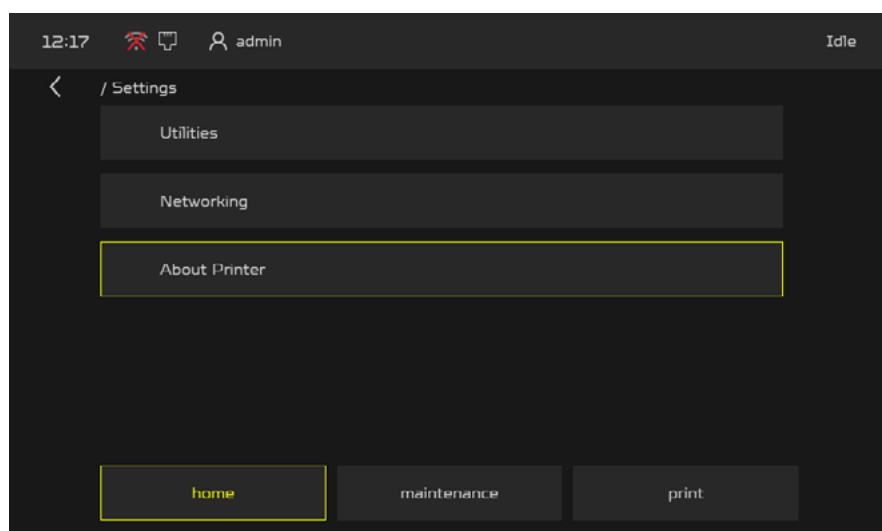 12:17 admin Idle
/ Settings
Utilities
Networking
About Printer
home maintenance print